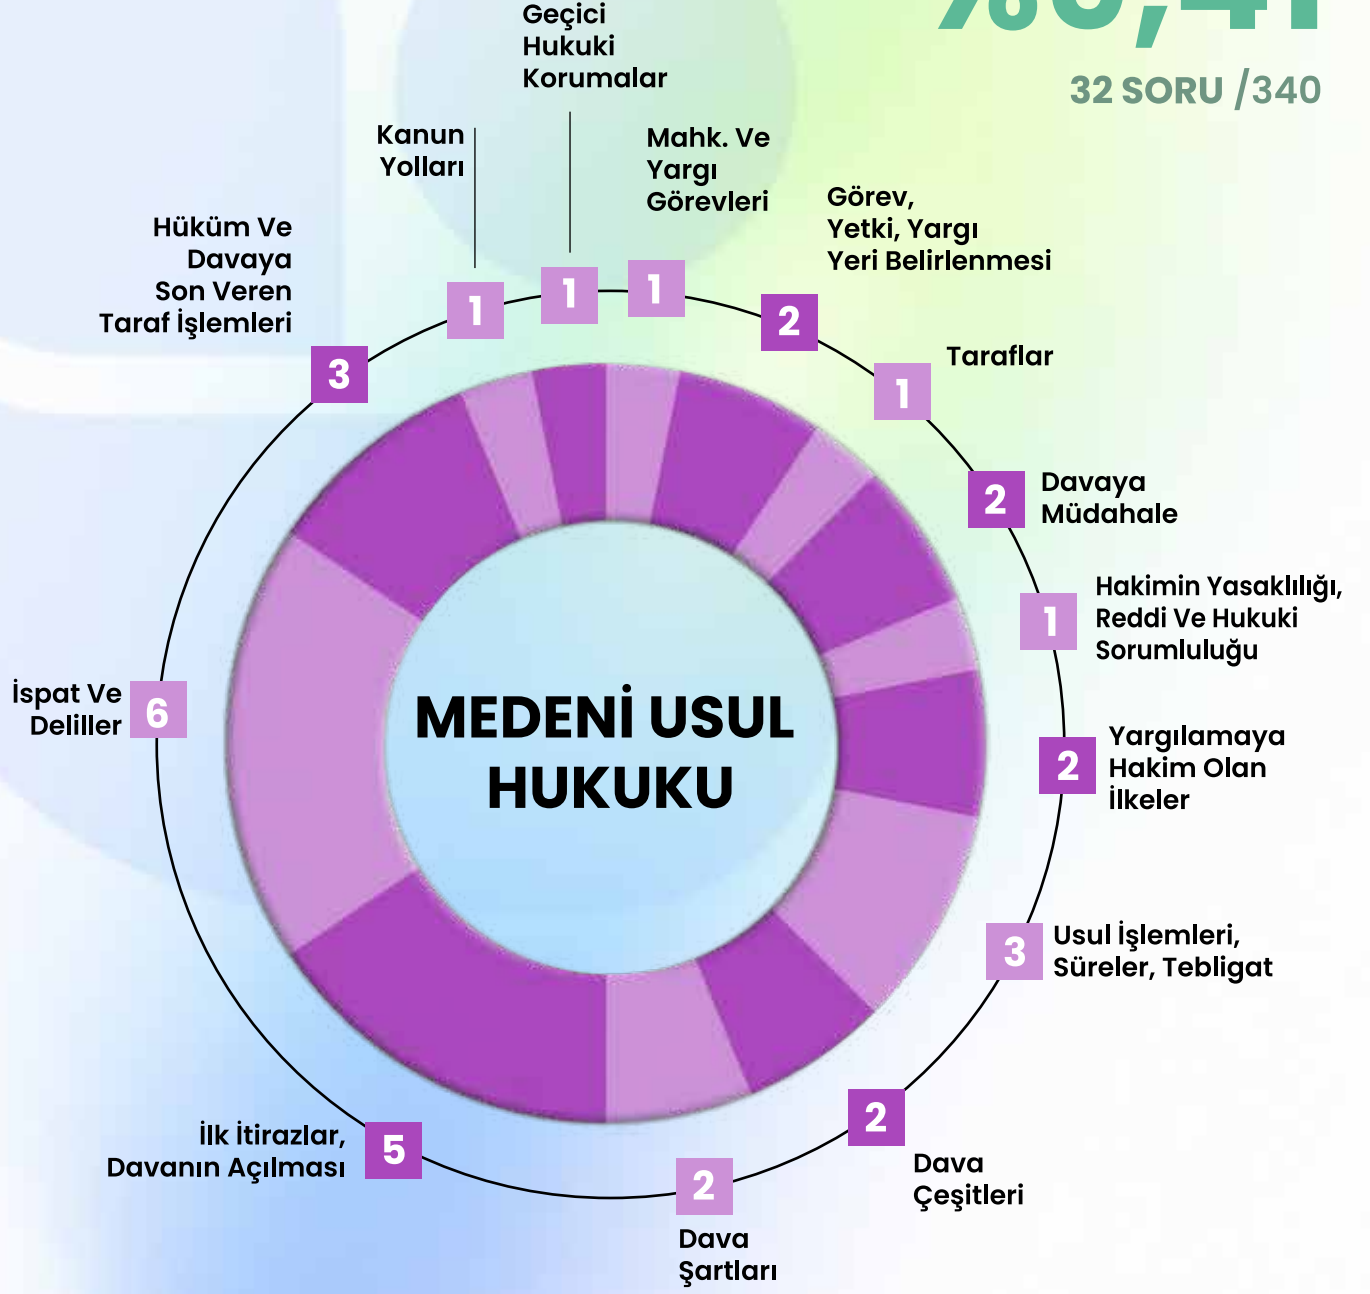 32 SORU /340
Geçici
Hukuki
Korumalar
Kanun
Yolları
Mahk. Ve
Yargı
Görevleri
Görev,
Yetki, Yargı
Yeri Belirlenmesi
Hüküm Ve
Davaya
Son Veren
Taraf İşlemleri
1
1
1
2
3
Taraflar
1
Davaya
Müdahale
2
Hakimin Yasaklılığı,
Reddi Ve Hukuki
Sorumluluğu
1
İspat Ve
Deliller
6
MEDENİ USUL
HUKUKU
Yargılamaya
Hakim Olan
İlkeler
2
Usul İşlemleri,
Süreler, Tebligat
3
2
Dava
Çeşitleri
İlk İtirazlar,
Davanın Açılması
5
2
Dava
Şartları